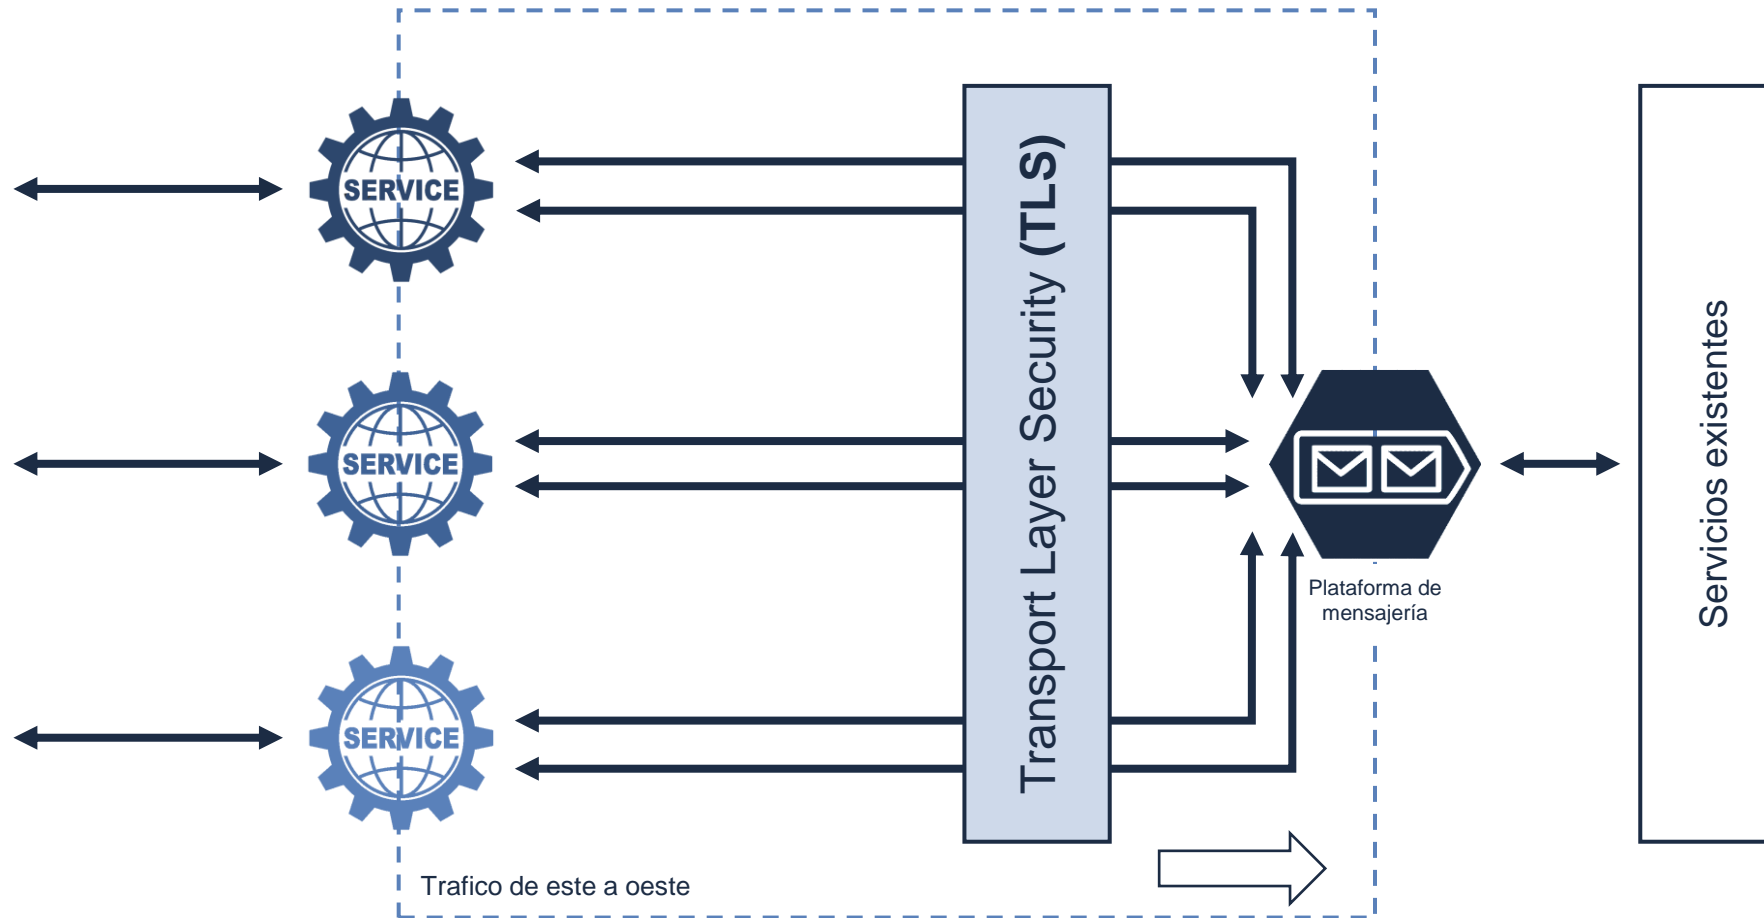 SERVICE
SERVICE
SERVICE
Transport Layer Security (TLS)
Plataforma de
mensajería
Servicios existentes
Trafico de este a oeste